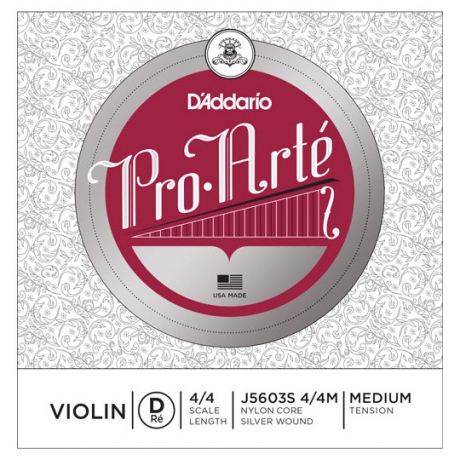 D'Addario
Pro·Arté
USA MADE
VIOLIN
D
Ré
4/4
SCALE
LENGTH
J5603S 4/4M
NYLON CORE
SILVER WOUND
MEDIUM
TENSION